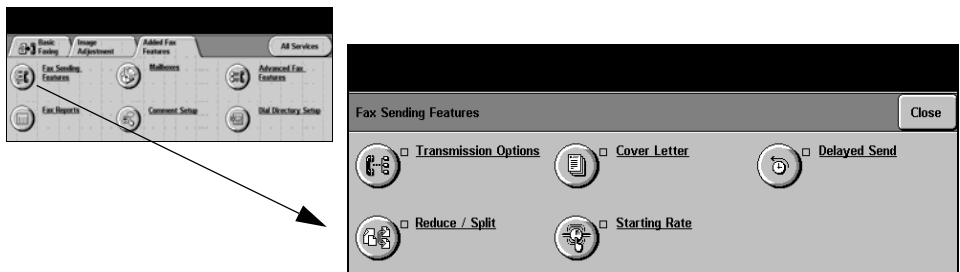 Basic Faxing
Image Adjustment
Added Fax Features
All Services
Fax Sending Features
Mailboxes
Advanced Fax Features
Fax Reports
Comment Setup
Dial Directory Setup
Fax Sending Features
Close
Transmission Options
Cover Letter
Delayed Send
Reduce / Split
Starting Rate